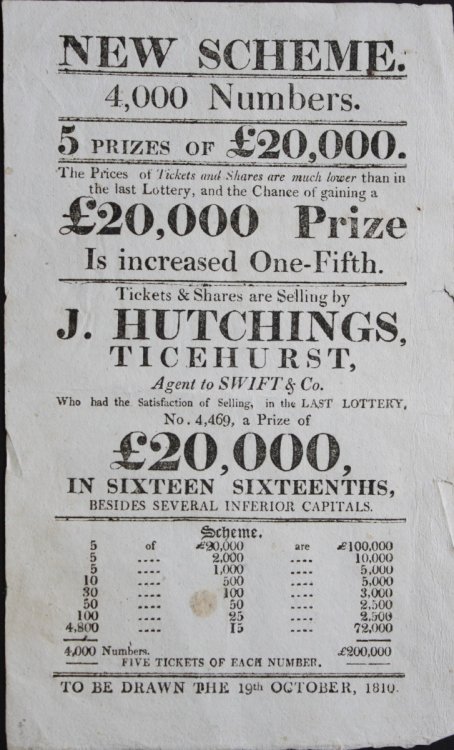 NEW SCHEME.
4,000 Numbers.
5 PRIZES OF £20,000.
The Prices of Tickets and Shares are much lower than in
the last Lottery, and the Chance of gaining a
£20,000 Prize
Is increased One-Fifth.
Tickets & Shares are Selling by
J. HUTCHINGS,
TICEHURST,
Agent to SWIFT & Co.
Who had the Satisfaction of Selling, in the LAST LOTTERY,
No. 4,469, a Prize of
£20,000,
IN SIXTEEN SIXTEENTHS,
BESIDES SEVERAL INFERIOR CAPITALS.
Scheme.
5 of £20,000 are £100,000
5 .... 2,000 .... 10,000
5 .... 1,000 .... 5,000
10 .... 500 .... 5,000
30 .... 100 .... 3,000
50 .... 50 .... 2,500
100 .... 25 .... 2,500
4,800 .... 15 .... 72,000
4,000 Numbers. £200,000
FIVE TICKETS OF EACH NUMBER.
TO BE DRAWN THE 19th OCTOBER, 1810.